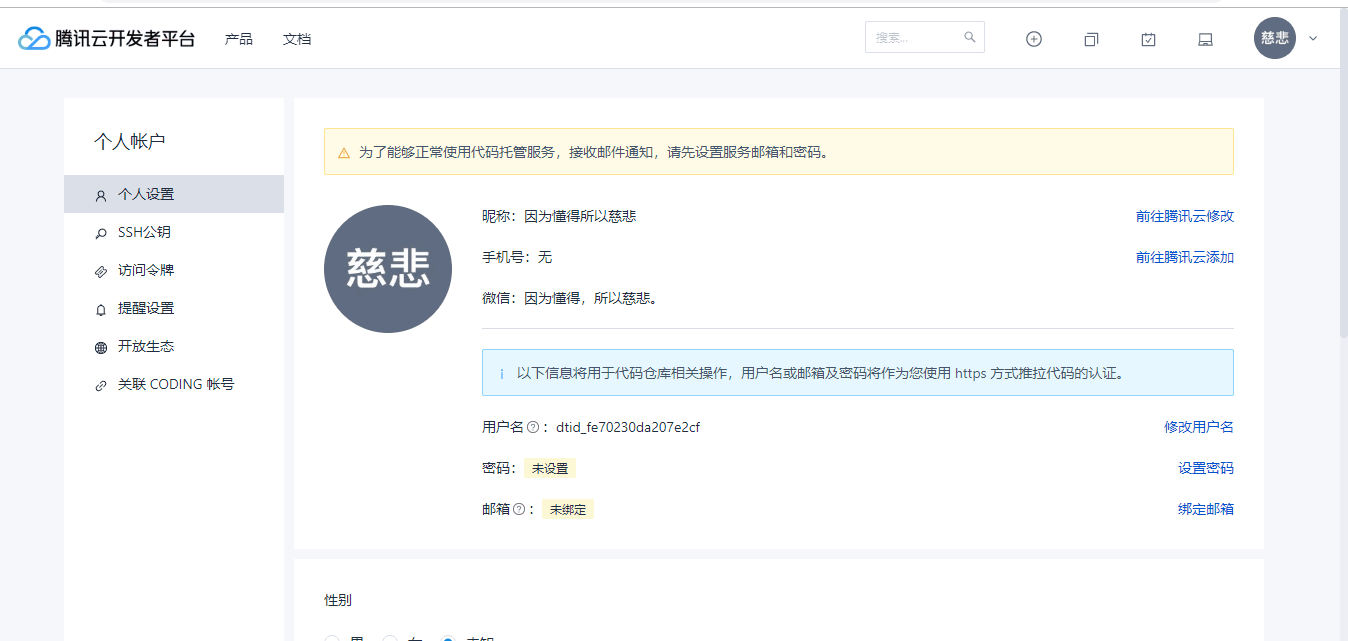 腾讯云开发者平台 产品 文档 搜索... 慈悲
个人帐户
个人设置
SSH公钥
访问令牌
提醒设置
开放生态
关联 CODING 帐号
为了能够正常使用代码托管服务，接收邮件通知，请先设置服务邮箱和密码。
慈悲
昵称：因为懂得所以慈悲 前往腾讯云修改
手机号：无 前往腾讯云添加
微信：因为懂得，所以慈悲。
以下信息将用于代码仓库相关操作，用户名或邮箱及密码将作为您使用 https 方式推拉代码的认证。
用户名：dtid_fe70230da207e2cf 修改用户名
密码：未设置 设置密码
邮箱：未绑定 绑定邮箱
性别